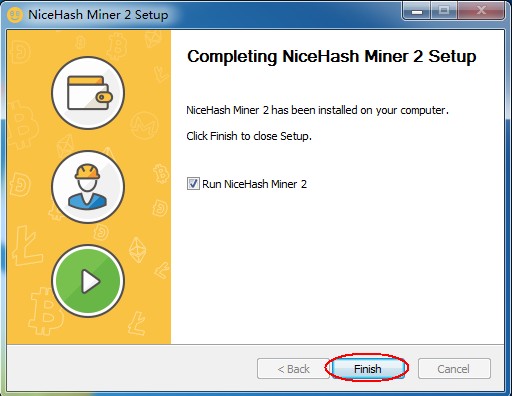 NiceHash Miner 2 Setup
Completing NiceHash Miner 2 Setup
NiceHash Miner 2 has been installed on your computer.
Click Finish to close Setup.
Run NiceHash Miner 2
< Back
Finish
Cancel